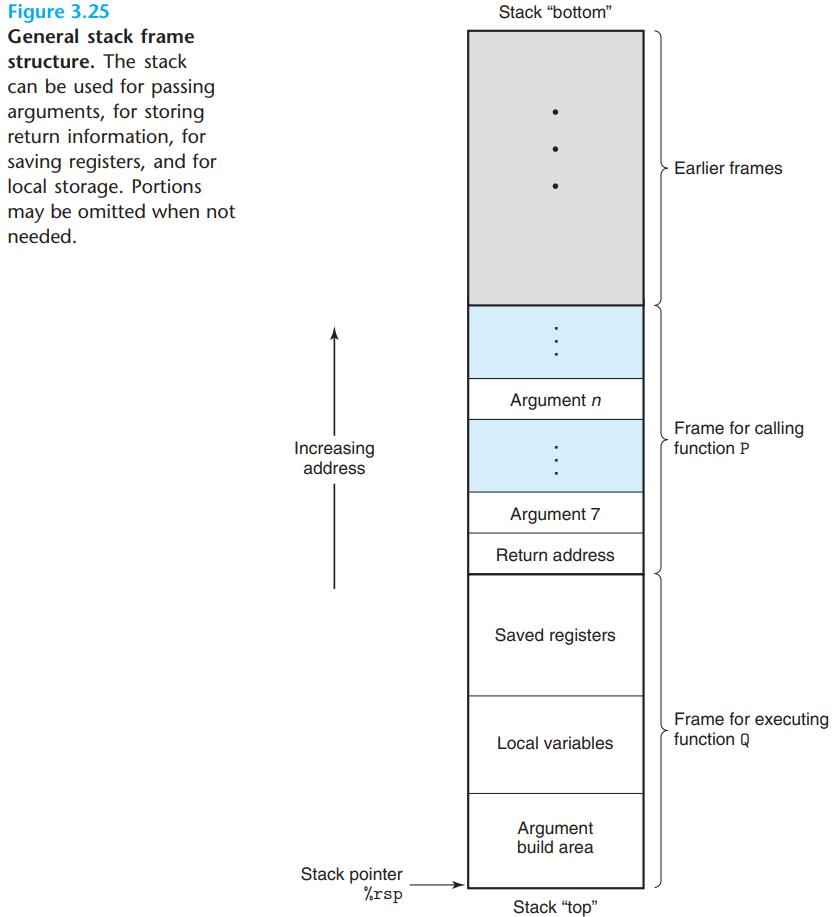 Figure 3.25
General stack frame
structure. The stack
can be used for passing
arguments, for storing
return information, for
saving registers, and for
local storage. Portions
may be omitted when not
needed.
Stack “bottom”
Earlier frames
Argument n
Frame for calling
function P
Increasing
address
Argument 7
Return address
Saved registers
Frame for executing
function Q
Local variables
Argument
build area
Stack pointer
%rsp
Stack “top”